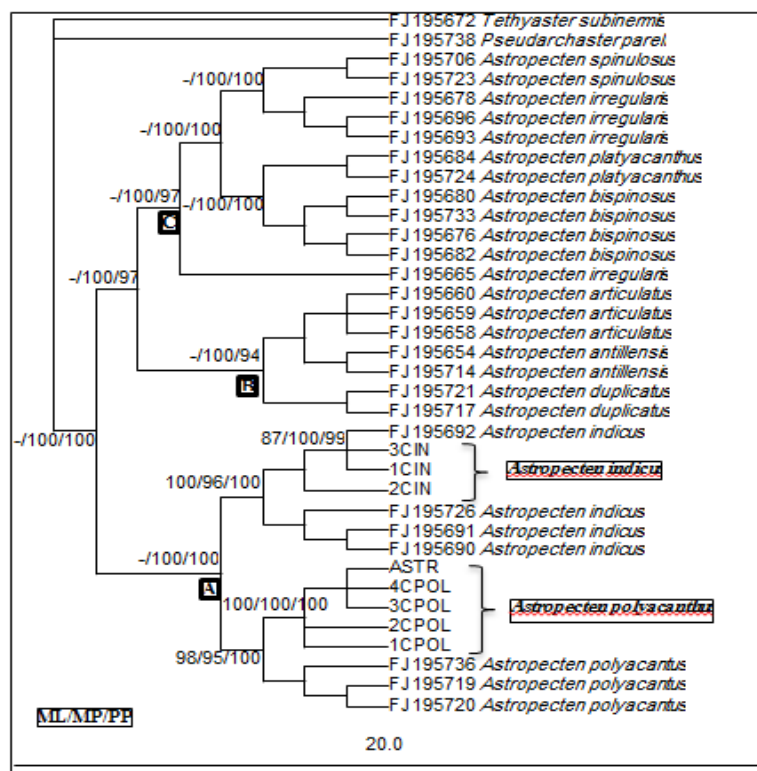 FJ195672 Tethyaster subinermis
FJ195738 Pseudarchaster parel.
FJ195706 Astropecten spinulosus
-/100/100
FJ195723 Astropecten spinulosus
FJ195678 Astropecten irregularis
FJ195696 Astropecten irregularis
-/100/100
FJ195693 Astropecten irregularis
FJ195684 Astropecten platyacanthus
FJ195724 Astropecten platyacanthus
-/100/97
-/100/100
FJ195680 Astropecten bispinosus
C
FJ195733 Astropecten bispinosus
FJ195676 Astropecten bispinosus
FJ195682 Astropecten bispinosus
-/100/97
FJ195665 Astropecten irregularis
FJ195660 Astropecten articulatus
FJ195659 Astropecten articulatus
FJ195658 Astropecten articulatus
-/100/94
FJ195654 Astropecten antillensis
B
FJ195714 Astropecten antillensis
FJ195721 Astropecten duplicatus
FJ195717 Astropecten duplicatus
FJ195692 Astropecten indicus
-/100/100
87/100/99
3CIN
1CIN
Astropecten indicus
100/96/100
2CIN
FJ195726 Astropecten indicus
FJ195691 Astropecten indicus
FJ195690 Astropecten indicus
-/100/100
ASTR
A
4CPOL
100/100/100
3CPOL
Astropecten polyacanthus
2CPOL
1CPOL
98/95/100
FJ195736 Astropecten polyacantus
FJ195719 Astropecten polyacantus
FJ195720 Astropecten polyacantus
ML/MP/PP
20.0